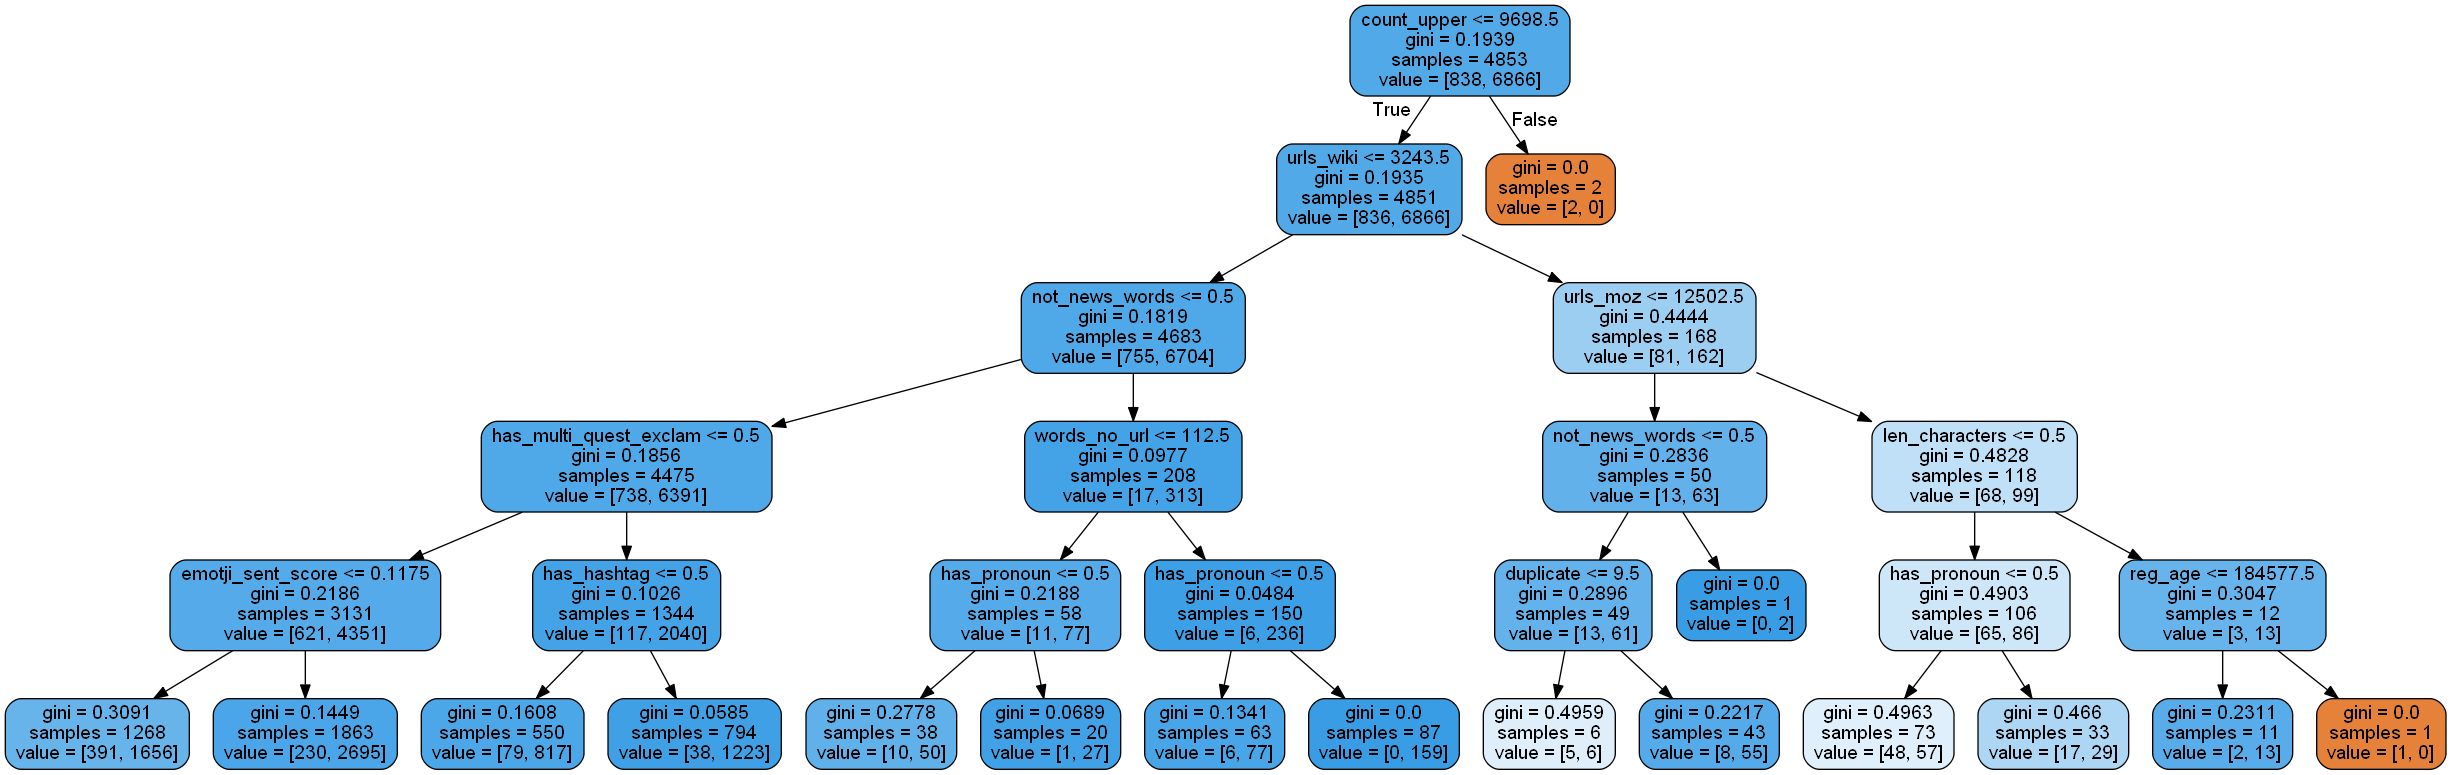 count_upper <= 9698.5
gini = 0.1939
samples = 4853
value = [838, 6866]
True
False
urls_wiki <= 3243.5
gini = 0.1935
samples = 4851
value = [836, 6866]
gini = 0.0
samples = 2
value = [2, 0]
not_news_words <= 0.5
gini = 0.1819
samples = 4683
value = [755, 6704]
urls_moz <= 12502.5
gini = 0.4444
samples = 168
value = [81, 162]
has_multi_quest_exclam <= 0.5
gini = 0.1856
samples = 4475
value = [738, 6391]
words_no_url <= 112.5
gini = 0.0977
samples = 208
value = [17, 313]
not_news_words <= 0.5
gini = 0.2836
samples = 50
value = [13, 63]
len_characters <= 0.5
gini = 0.4828
samples = 118
value = [68, 99]
emotji_sent_score <= 0.1175
gini = 0.2186
samples = 3131
value = [621, 4351]
has_hashtag <= 0.5
gini = 0.1026
samples = 1344
value = [117, 2040]
has_pronoun <= 0.5
gini = 0.2188
samples = 58
value = [11, 77]
has_pronoun <= 0.5
gini = 0.0484
samples = 150
value = [6, 236]
duplicate <= 9.5
gini = 0.2896
samples = 49
value = [13, 61]
gini = 0.0
samples = 1
value = [0, 2]
has_pronoun <= 0.5
gini = 0.4903
samples = 106
value = [65, 86]
reg_age <= 184577.5
gini = 0.3047
samples = 12
value = [3, 13]
gini = 0.3091
samples = 1268
value = [391, 1656]
gini = 0.1449
samples = 1863
value = [230, 2695]
gini = 0.1608
samples = 550
value = [79, 817]
gini = 0.0585
samples = 794
value = [38, 1223]
gini = 0.2778
samples = 38
value = [10, 50]
gini = 0.0689
samples = 20
value = [1, 27]
gini = 0.1341
samples = 63
value = [6, 77]
gini = 0.0
samples = 87
value = [0, 159]
gini = 0.4959
samples = 6
value = [5, 6]
gini = 0.2217
samples = 43
value = [8, 55]
gini = 0.4963
samples = 73
value = [48, 57]
gini = 0.466
samples = 33
value = [17, 29]
gini = 0.2311
samples = 11
value = [2, 13]
gini = 0.0
samples = 1
value = [1, 0]